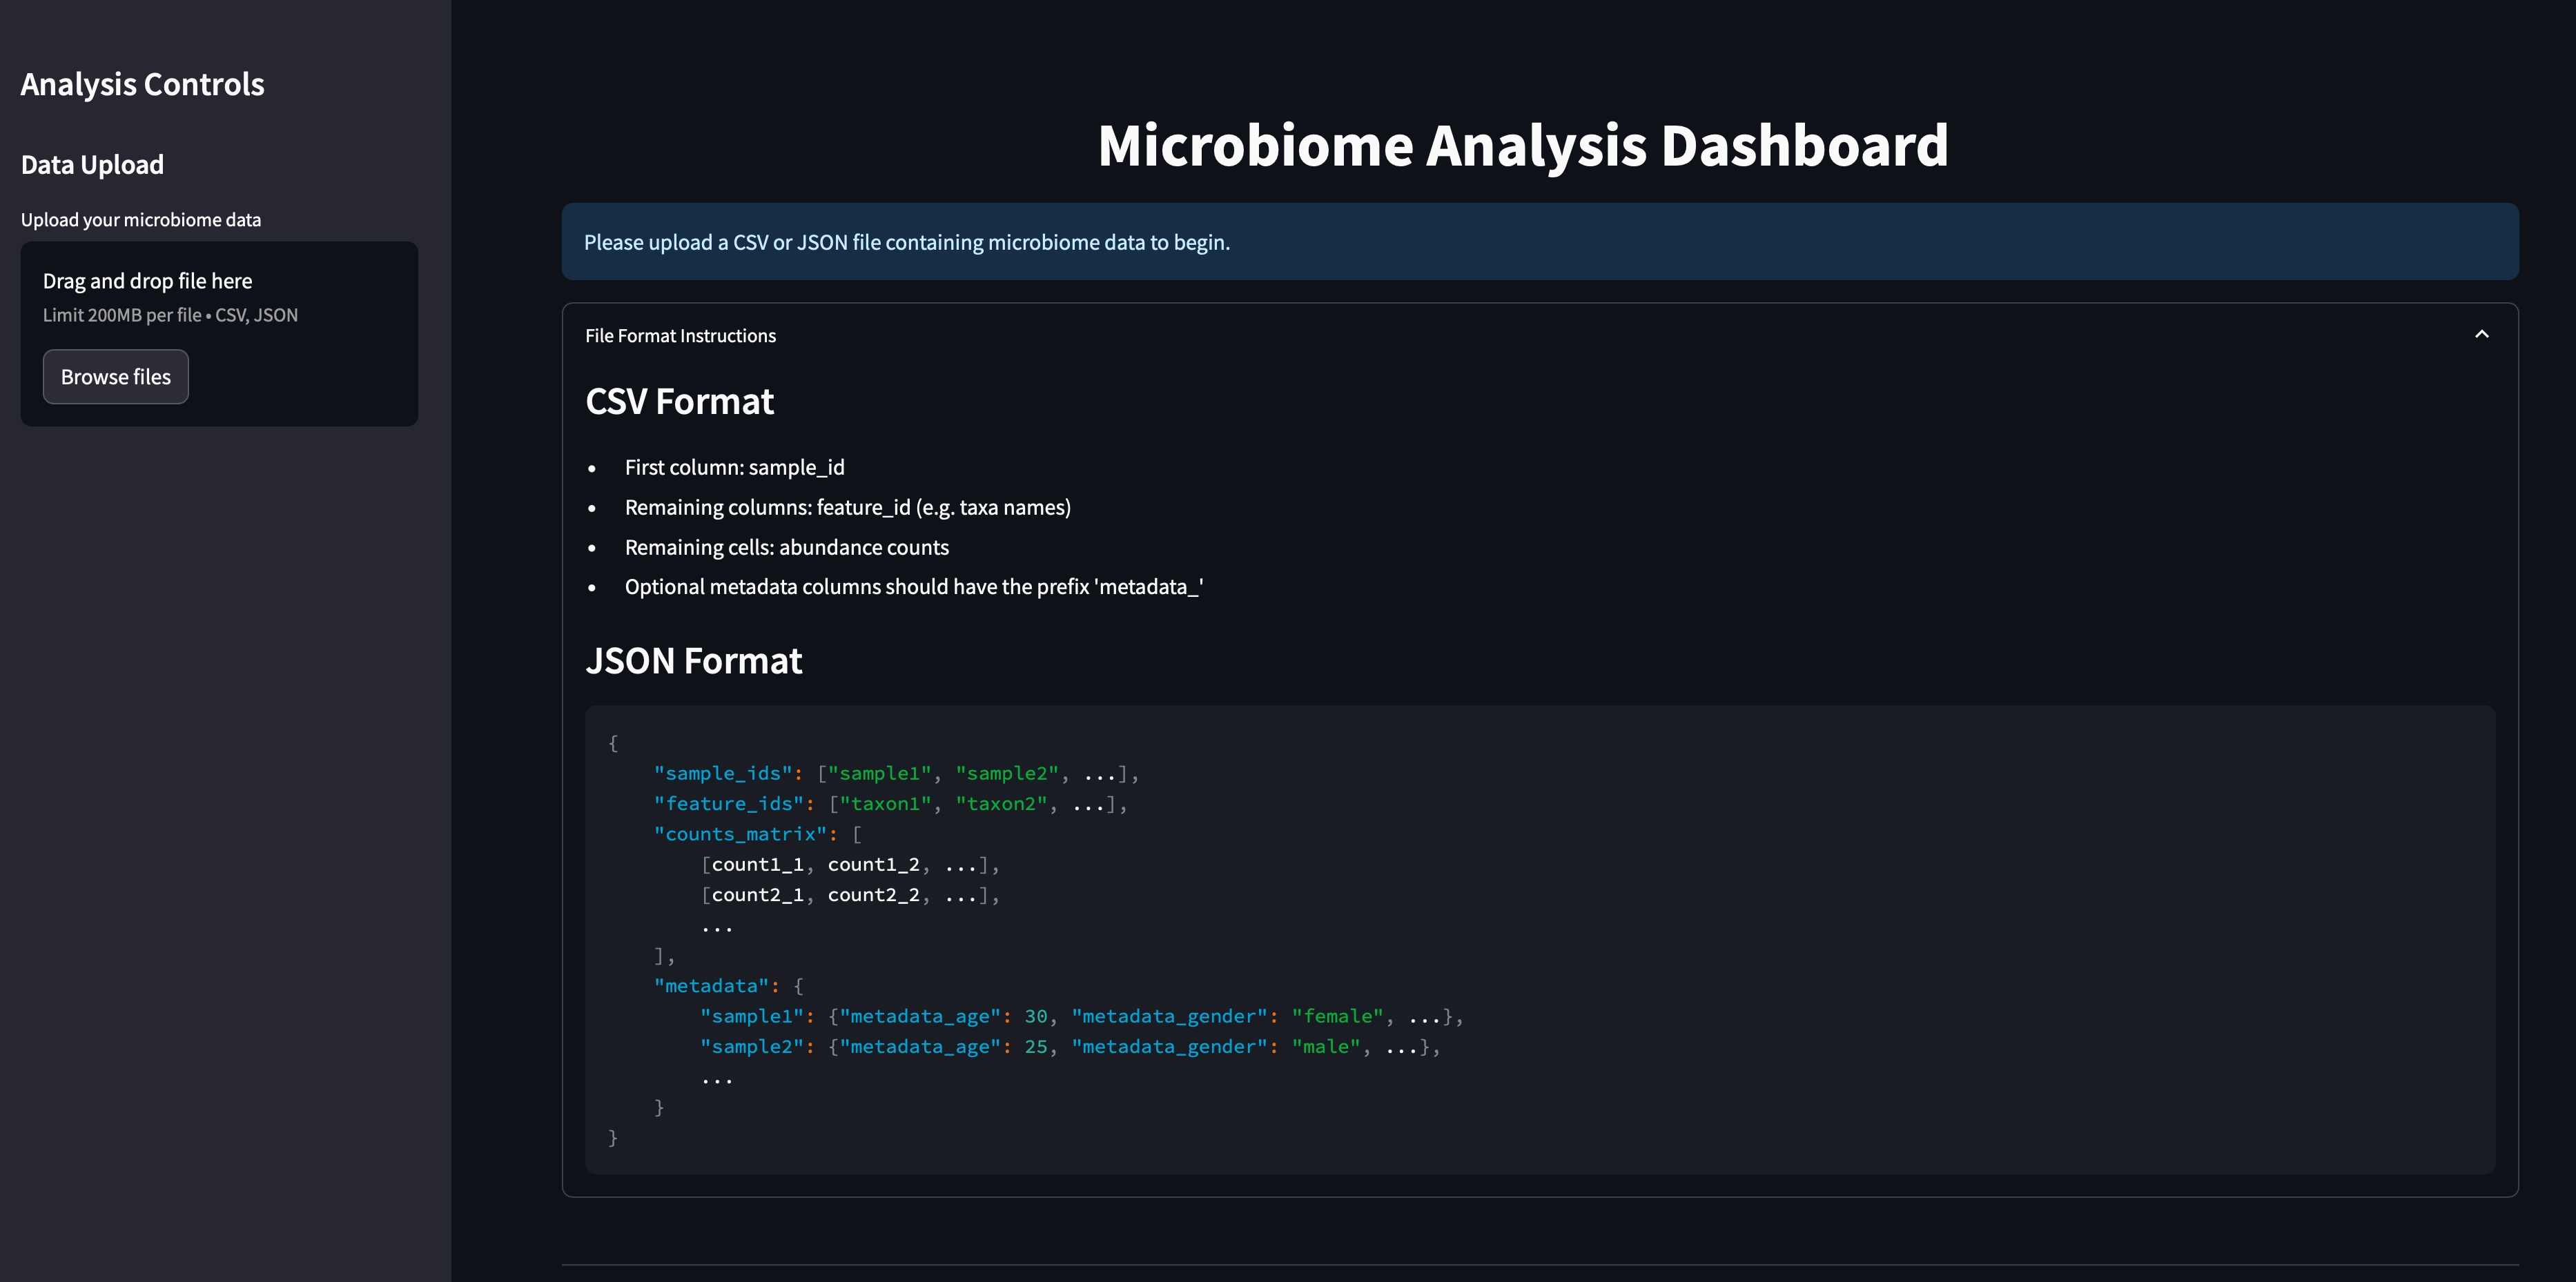 Analysis Controls
Data Upload
Upload your microbiome data
Drag and drop file here
Limit 200MB per file • CSV, JSON
Browse files
Microbiome Analysis Dashboard
Please upload a CSV or JSON file containing microbiome data to begin.
File Format Instructions
CSV Format
• First column: sample_id
• Remaining columns: feature_id (e.g. taxa names)
• Remaining cells: abundance counts
• Optional metadata columns should have the prefix 'metadata_'
JSON Format
{
    "sample_ids": ["sample1", "sample2", ...],
    "feature_ids": ["taxon1", "taxon2", ...],
    "counts_matrix": [
        [count1_1, count1_2, ...],
        [count2_1, count2_2, ...],
        ...
    ],
    "metadata": {
        "sample1": {"metadata_age": 30, "metadata_gender": "female", ...},
        "sample2": {"metadata_age": 25, "metadata_gender": "male", ...},
        ...
    }
}